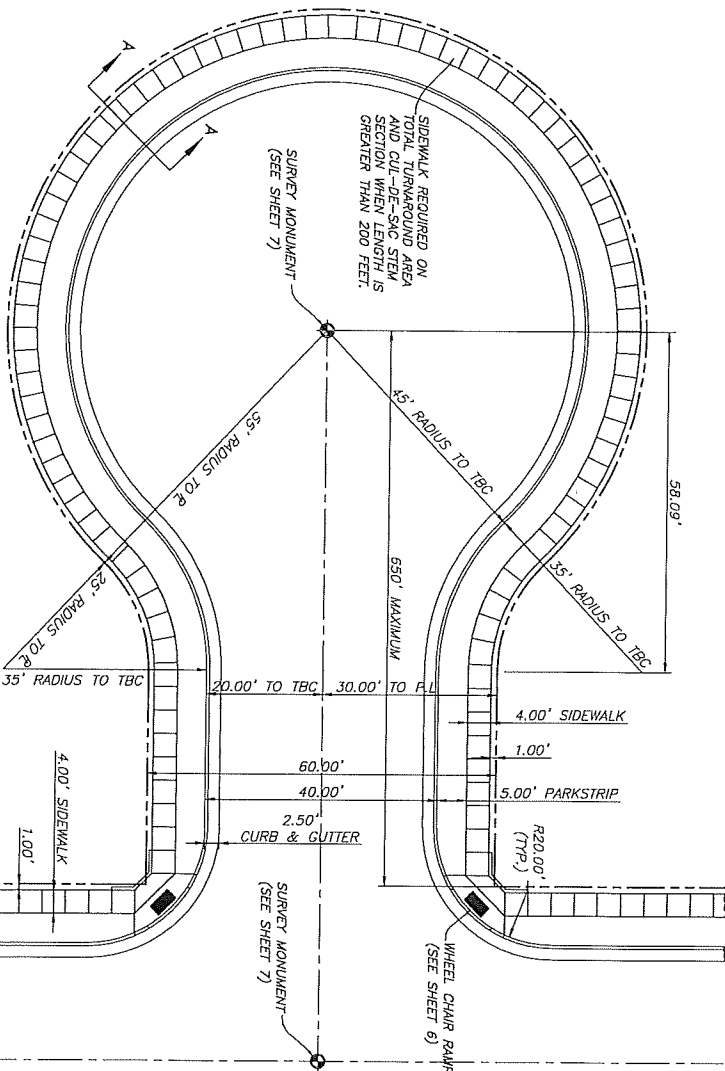 SIDEWALK REQUIRED ON
TOTAL TURNAROUND AREA
AND CUL-DE-SAC STEM
SECTION WHEN LENGTH IS
GREATER THAN 200 FEET.
A
A
SURVEY MONUMENT
(SEE SHEET 7)
58.09'
45' RADIUS TO TBC
35' RADIUS TO TBC
650' MAXIMUM
55' RADIUS TO ℞
25' RADIUS TO ℞
35' RADIUS TO TBC
20.00' TO TBC
30.00' TO P.L
4.00' SIDEWALK
1.00'
60.00'
40.00'
5.00' PARKSTRIP
2.50'
CURB & GUTTER
4.00' SIDEWALK
1.00'
R20.00'
(TYP.)
WHEEL CHAIR RAMP
(SEE SHEET 6)
SURVEY MONUMENT
(SEE SHEET 7)